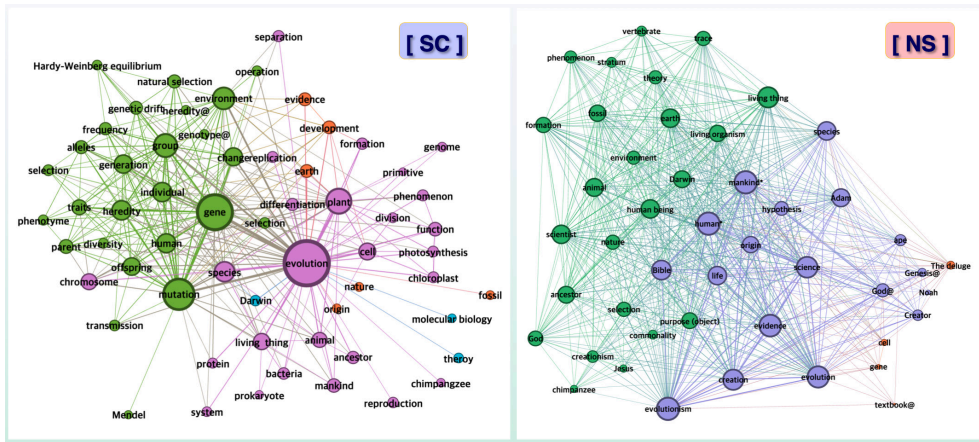 [ SC ]
separation
Hardy-Weinberg equilibrium
operation
natural selection
environment
evidence
genetic drift
heredity@
frequency
genotype@
development
alleles
group
formation
genome
changereplication
generation
selection
earth
primitive
individual
plant
phenomenon
traits
differentiation
heredity
gene
division
phenotyme
selection
function
parent
diversity
human
cell
photosynthesis
offspring
species
evolution
chromosome
chloroplast
mutation
nature
Darwin
fossil
origin
molecular biology
transmission
living thing
animal
ancestor
theroy
protein
bacteria
mankind
chimpangzee
prokaryote
reproduction
system
Mendel
[ NS ]
vertebrate
trace
phenomenon
stratum
theory
living thing
fossil
earth
formation
living organism
species
environment
Darwin
mankind*
animal
Adam
human being
hypothesis
human*
scientist
nature
origin
ape
Bible
life
science
The deluge
Genesis@
ancestor
God@
Noah
selection
purpose (object)
Creator
evidence
God
commonality
cell
creationism
Jesus
gene
chimpanzee
creation
evolution
evolutionism
textbook@